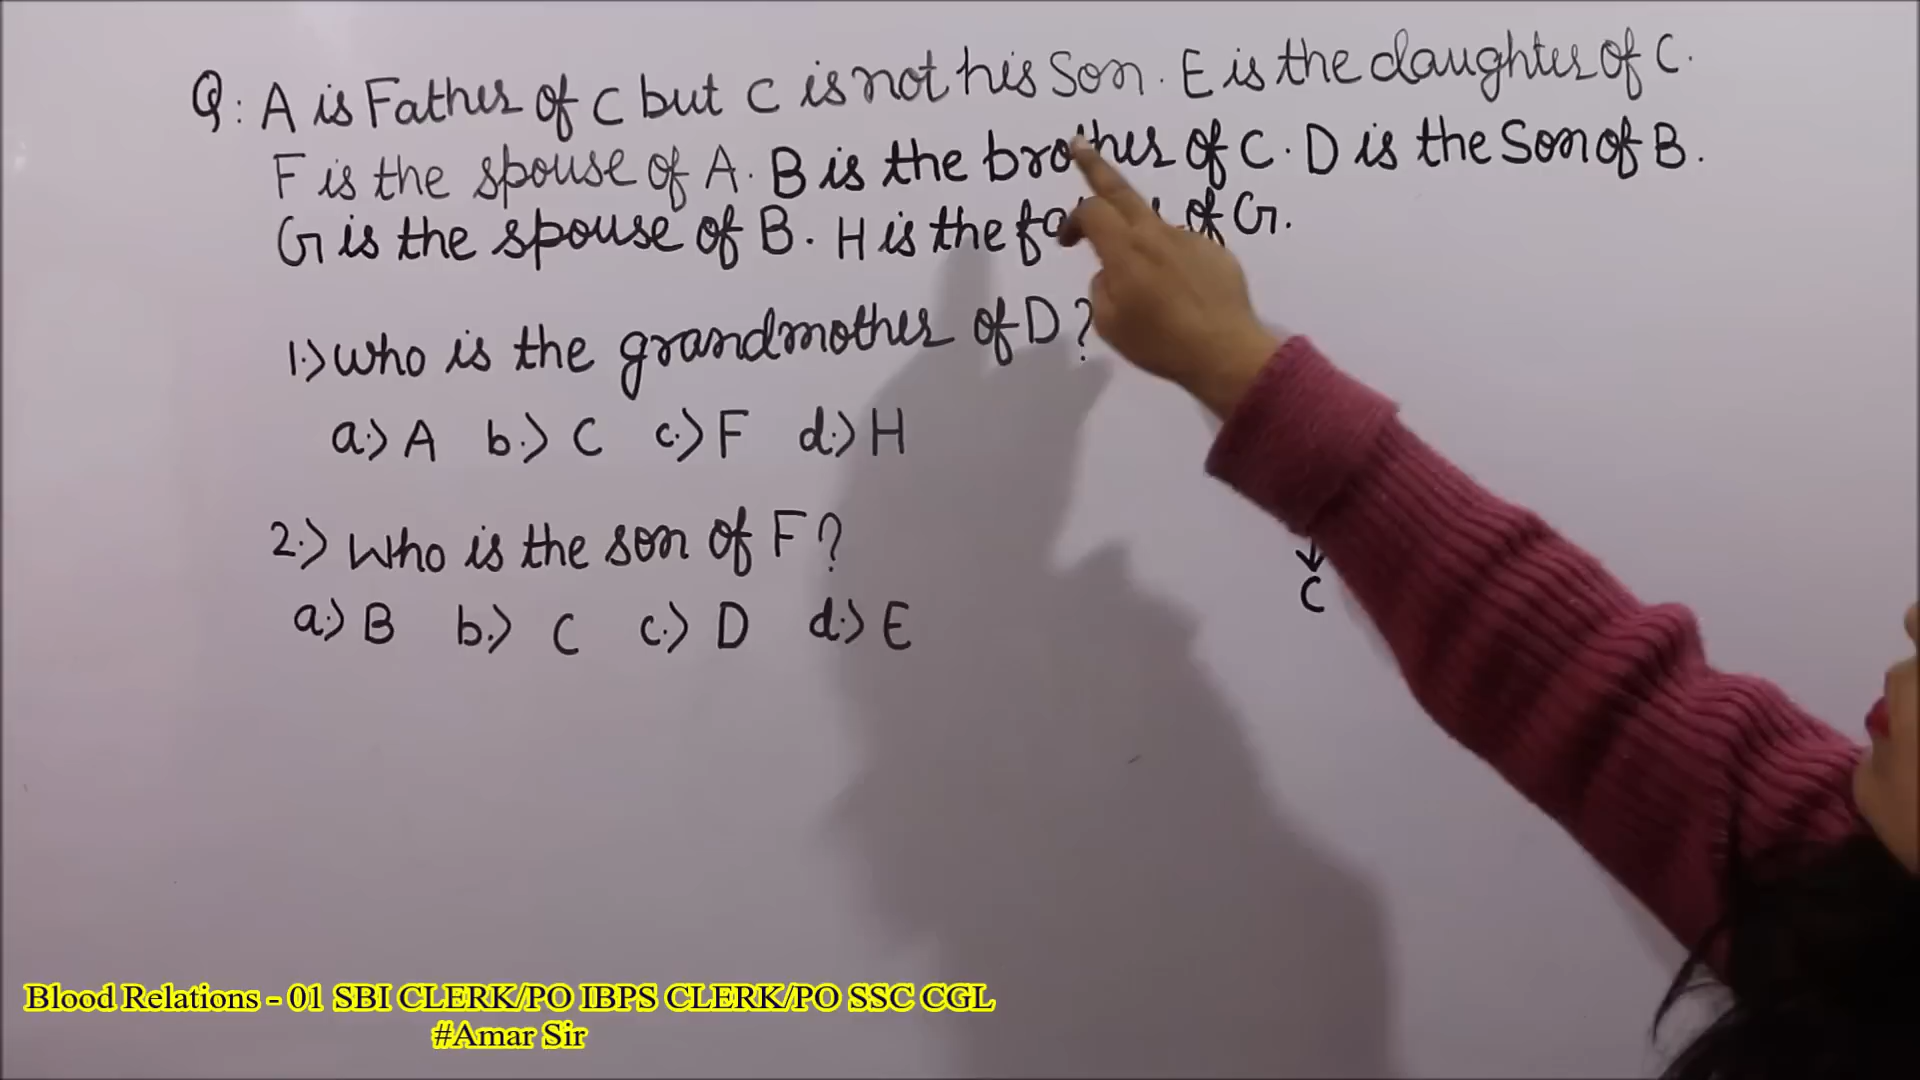 Q: A is Father of C but C is not his Son. E is the daughter of C.
F is the spouse of A. B is the brother of C. D is the Son of B.
G is the spouse of B. H is the of G.
1.) Who is the grandmother of D?
a.) A b.) C c.) F d.) H
2.) Who is the son of F?
a.) B b.) C c.) D d.) E
C
Blood Relations - 01 SBI CLERK/PO IBPS CLERK/PO SSC CGL
#Amar Sir